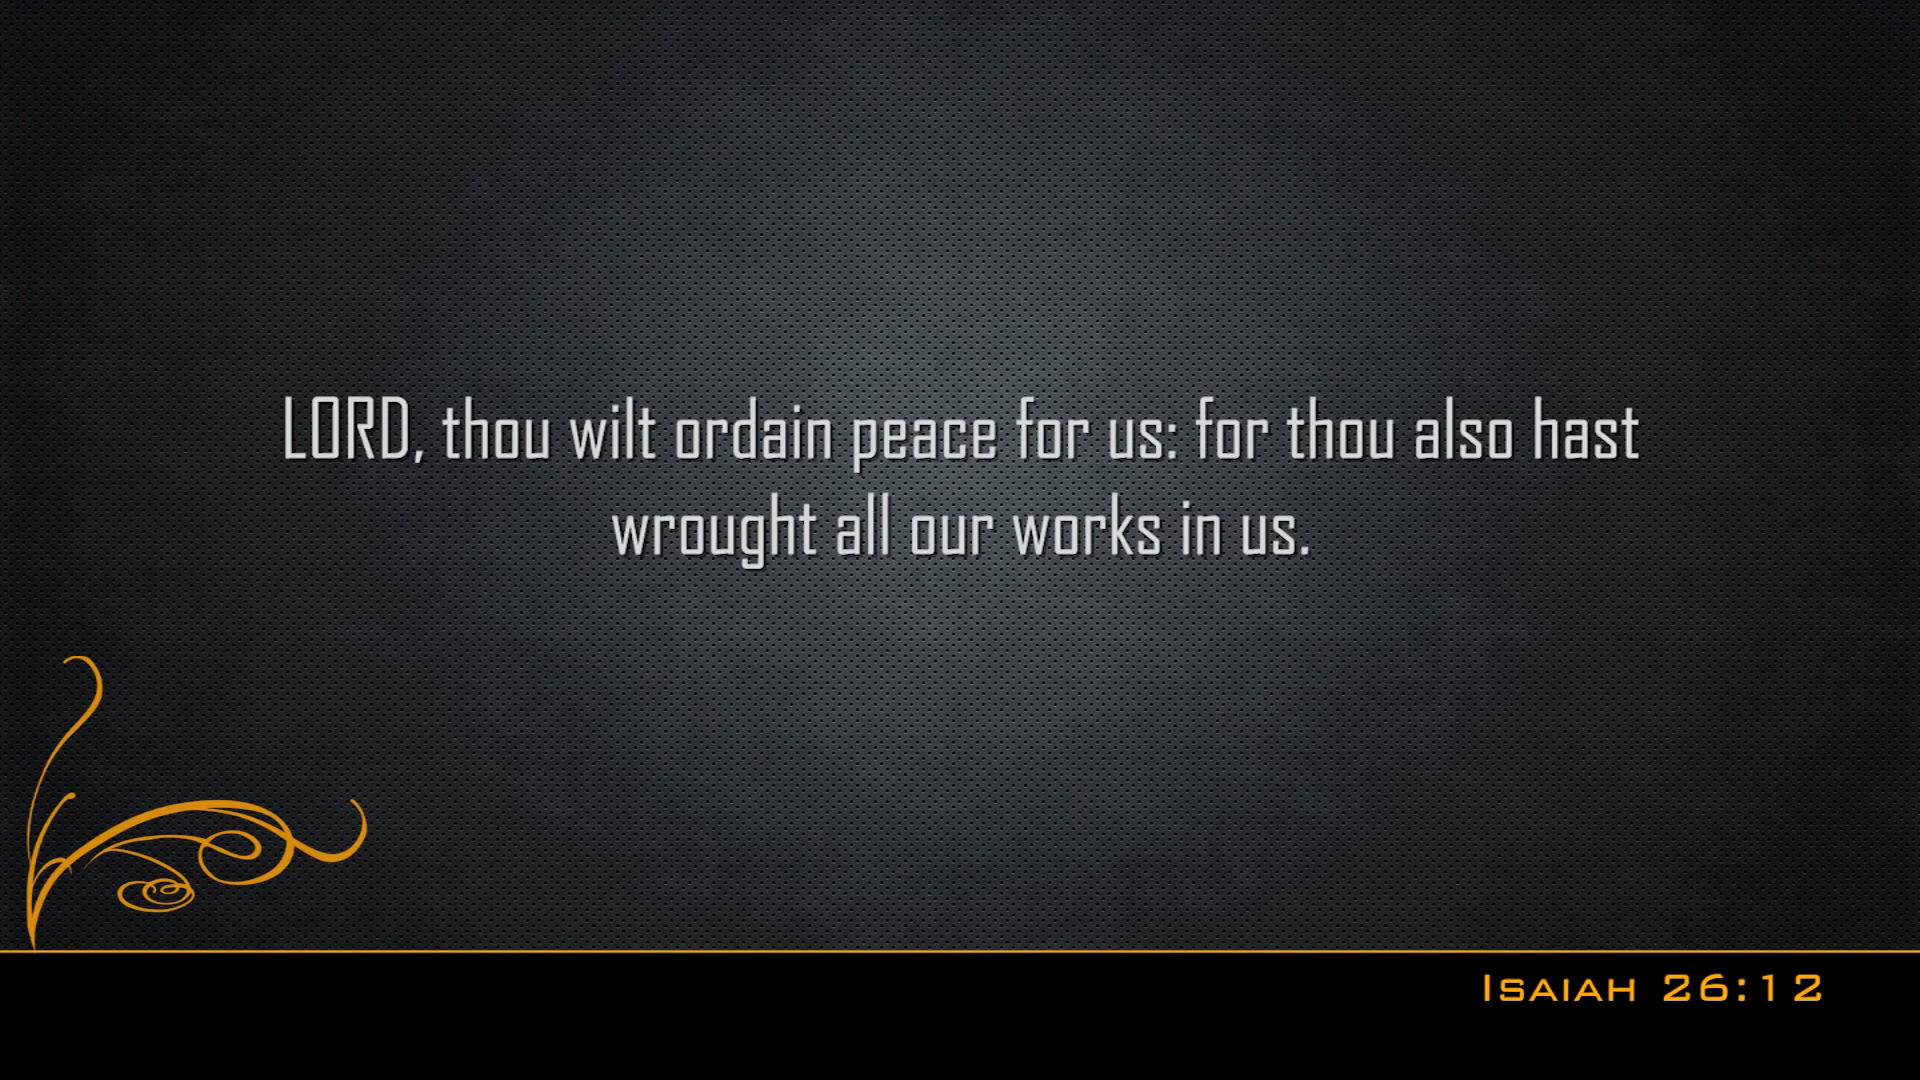 LORD, thou wilt ordain peace for us: for thou also hast
wrought all our works in us.
Isaiah 26:12